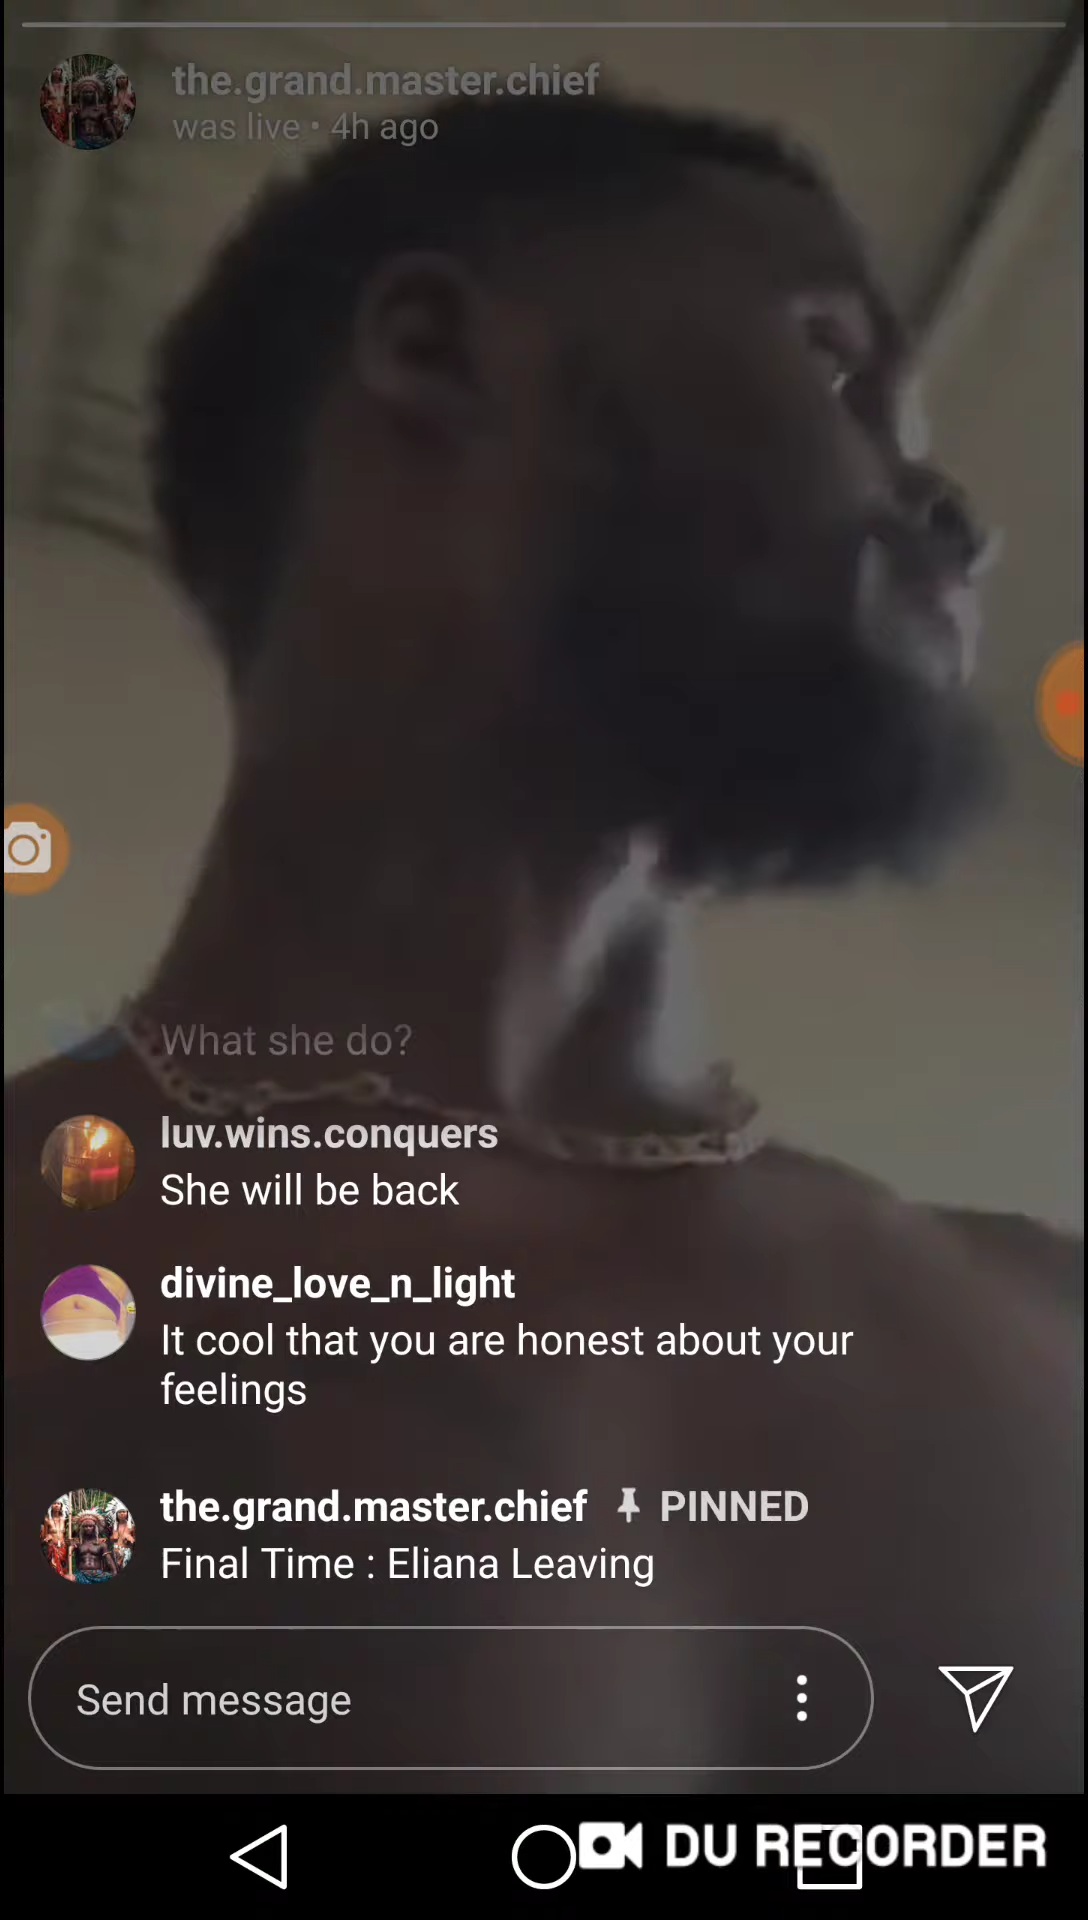 the.grand.master.chief
was live • 4h ago
What she do?
luv.wins.conquers
She will be back
divine_love_n_light
It cool that you are honest about your
feelings
the.grand.master.chief PINNED
Final Time : Eliana Leaving
Send message
DU RECORDER